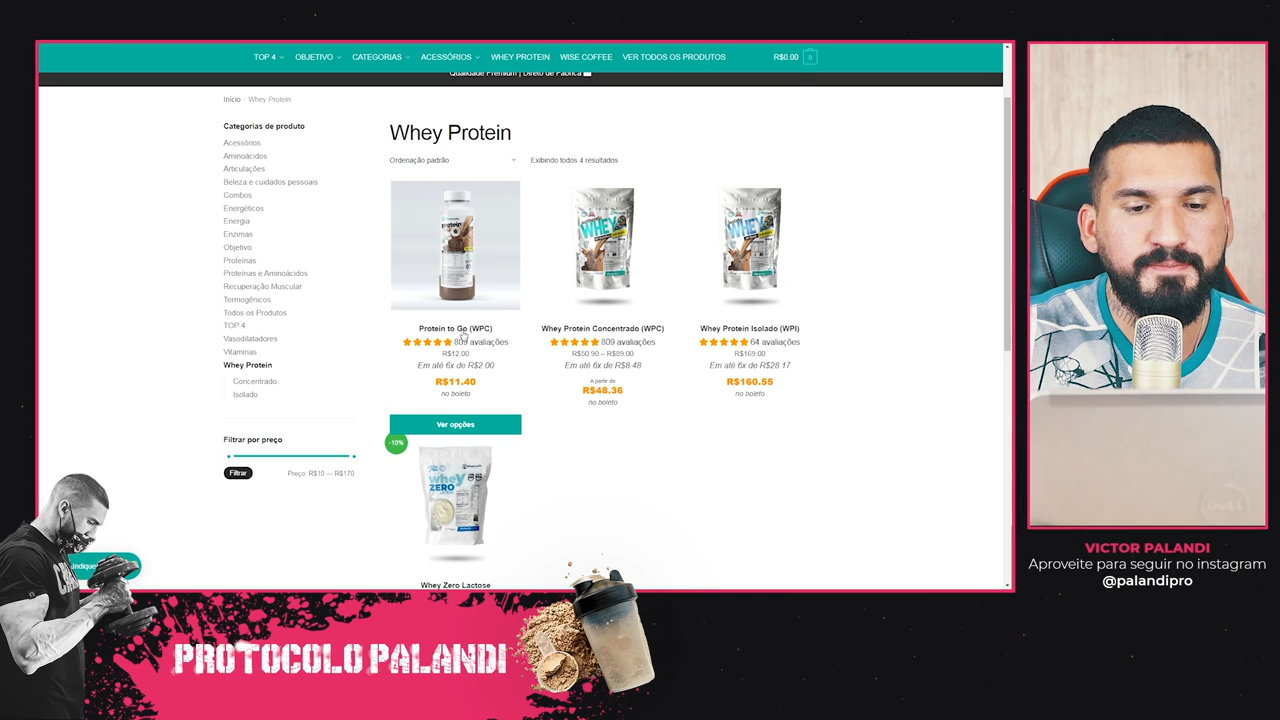 TOP 4 OBJETIVO CATEGORIAS ACESSÓRIOS WHEY PROTEIN WISE COFFEE VER TODOS OS PRODUTOS R$0.00 0
Qualidade Premium | Direto de Fábrica
Início / Whey Protein
Categorias de produto
Acessórios
Aminoácidos
Articulações
Beleza e cuidados pessoais
Combos
Energéticos
Energia
Enzimas
Objetivo
Proteínas
Proteínas e Aminoácidos
Recuperação Muscular
Termogênicos
Todos os Produtos
TOP 4
Vasodilatadores
Vitaminas
Whey Protein
Concentrado
Isolado
Filtrar por preço
Filtrar
Preço: R$10 — R$170
Whey Protein
Ordenação padrão
Exibindo todos 4 resultados
protein
Protein to Go (WPC)
809 avaliações
R$12.00
Em até 6x de R$2.00
R$11.40
no boleto
Ver opções
WHEY
Whey Protein Concentrado (WPC)
809 avaliações
R$50.90 – R$89.00
Em até 6x de R$8.48
A partir de
R$48.36
no boleto
WHEY
Whey Protein Isolado (WPI)
64 avaliações
R$169.00
Em até 6x de R$28.17
R$160.55
no boleto
-10%
whey
ZERO
Whey Zero Lactose
Indique
PROTOCOLO PALANDI
VICTOR PALANDI
Aproveite para seguir no instagram
@palandipro